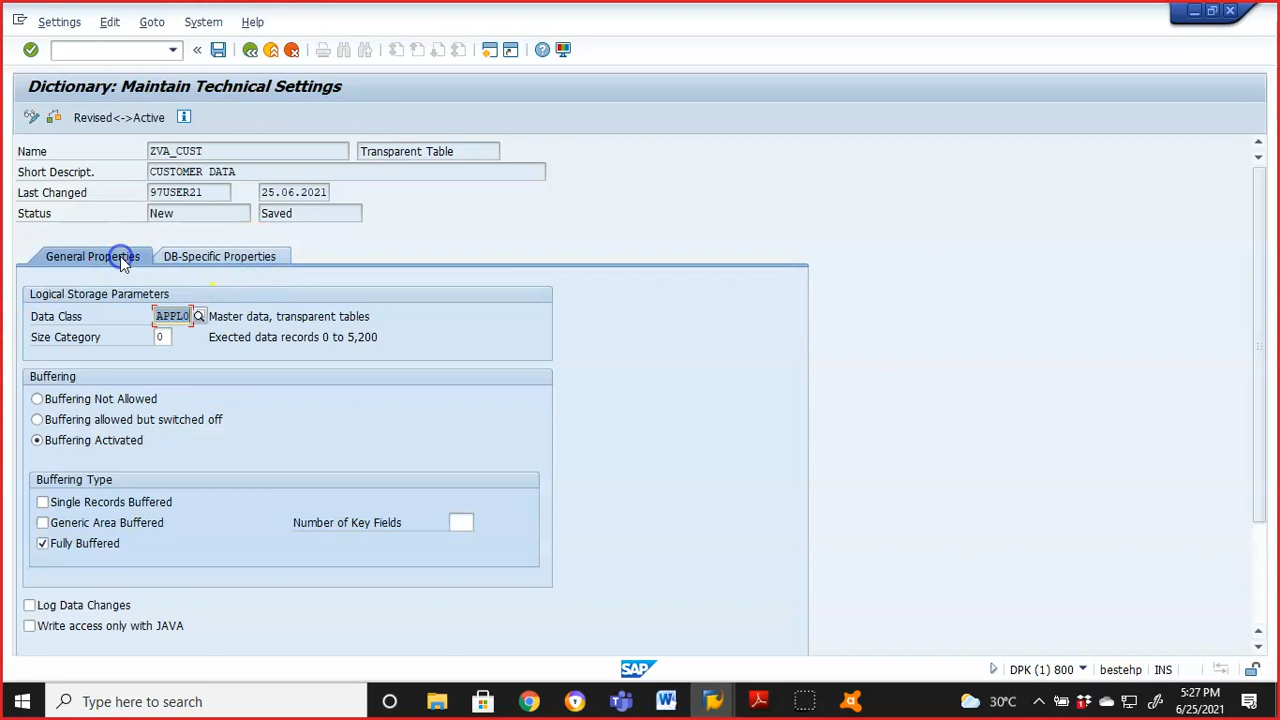 Settings Edit Goto System Help
Dictionary: Maintain Technical Settings
Revised<->Active
Name ZVA_CUST Transparent Table
Short Descript. CUSTOMER DATA
Last Changed 97USER21 25.06.2021
Status New Saved
General Properties DB-Specific Properties
Logical Storage Parameters
Data Class APPL0 Master data, transparent tables
Size Category 0 Exected data records 0 to 5,200
Buffering
Buffering Not Allowed
Buffering allowed but switched off
Buffering Activated
Buffering Type
Single Records Buffered
Generic Area Buffered Number of Key Fields
Fully Buffered
Log Data Changes
Write access only with JAVA
SAP DPK (1) 800 bestehp INS
Type here to search 30°C 5:27 PM
6/25/2021